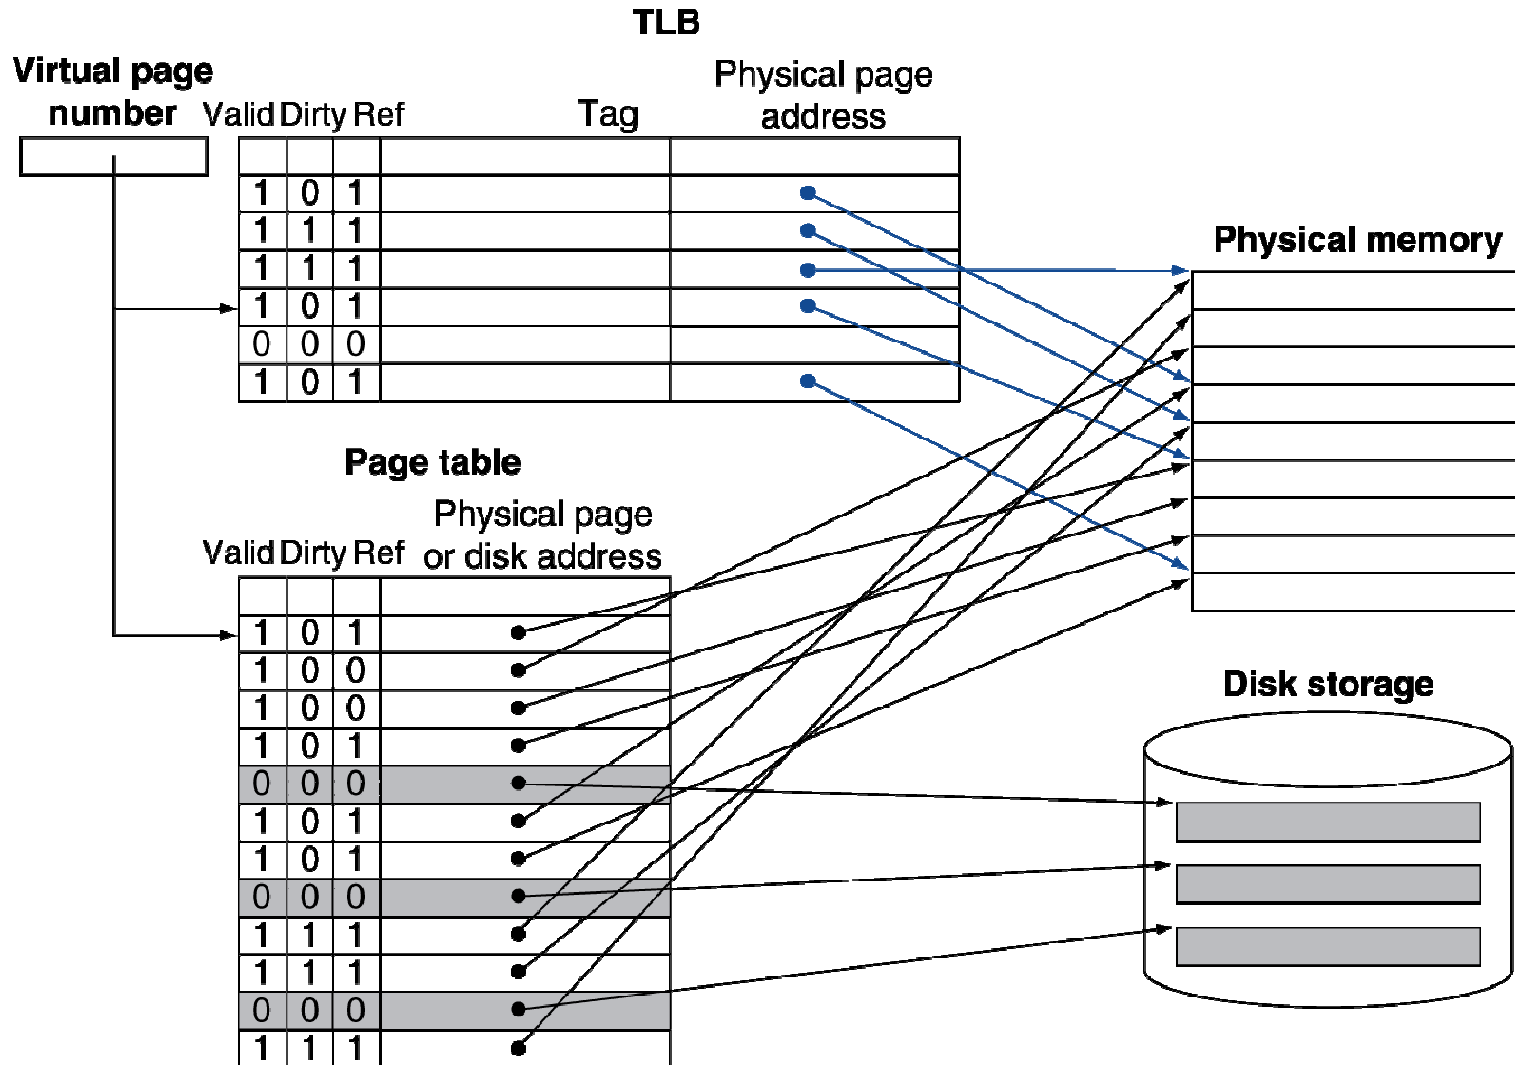 TLB
Virtual page
number
Valid Dirty Ref
Tag
Physical page
address
1 0 1
1 1 1
1 1 1
1 0 1
0 0 0
1 0 1
Physical memory
Page table
Physical page
or disk address
Valid Dirty Ref
1 0 1
1 0 0
1 0 0
1 0 1
0 0 0
1 0 1
1 0 1
0 0 0
1 1 1
1 1 1
0 0 0
1 1 1
Disk storage